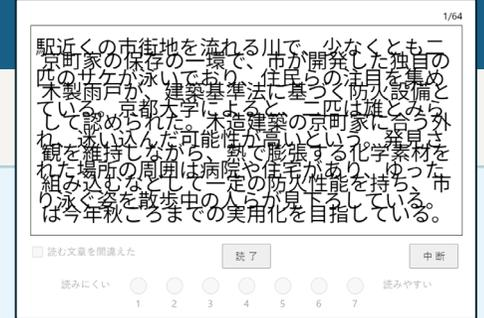 1/64
駅近くの市街地を流れる川で、少なくとも二
京町家の保存の一環で、市が開発した独自の
匹のサケが泳いでおり、住民らの注目を集め
木製雨戸が、建築基準法に基づく防火設備と
ている。京都大学によると、二匹は雄とみら
して認められた。木造建築の京町家に合う外
れ、迷い込んだ可能性が高いという。発見さ
観を維持しながら、熱で膨張する化学素材を
れた場所の周囲は病院や住宅があり、ゆった
組み込むなどして一定の防火性能を持ち、市
り泳ぐ姿を散歩中の人らが見下ろしている。
は今年秋ごろまでの実用化を目指している。
読む文章を間違えた
読了
中断
読みにくい
読みやすい
1 2 3 4 5 6 7